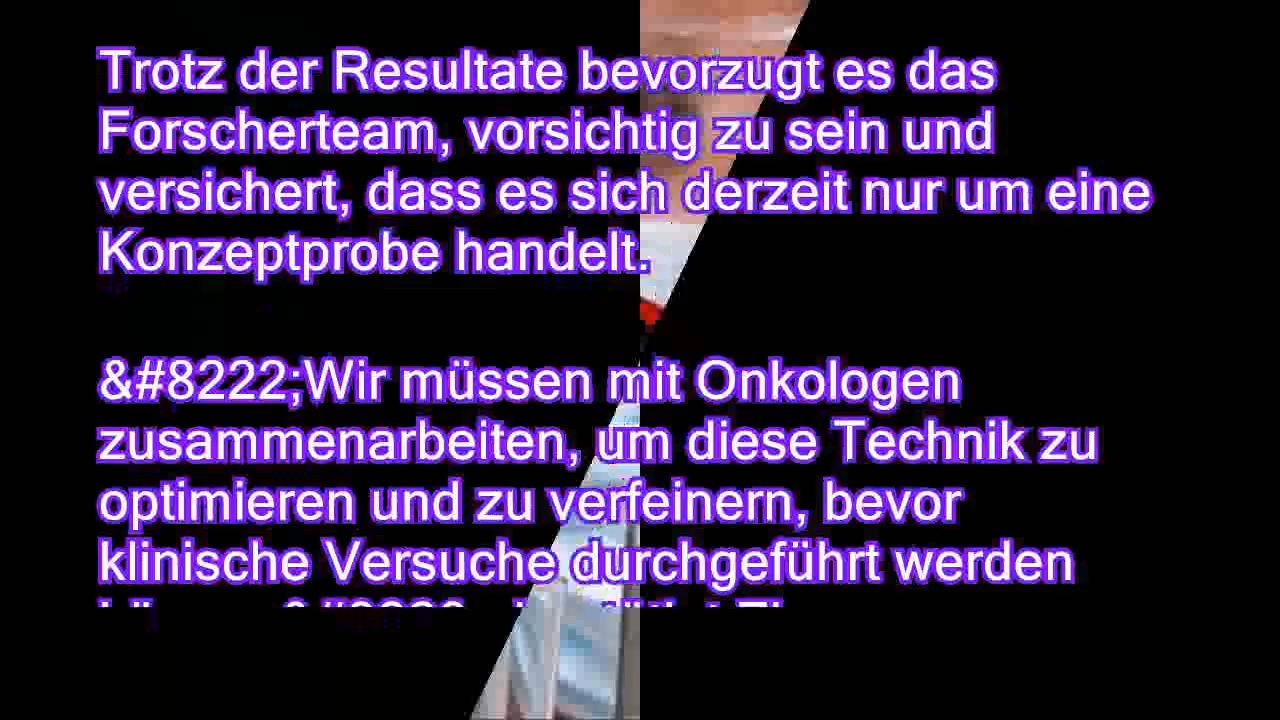 Trotz der Resultate bevorzugt es das
Forscherteam, vorsichtig zu sein und
versichert, dass es sich derzeit nur um eine
Konzeptprobe handelt.
&#8222;Wir müssen mit Onkologen
zusammenarbeiten, um diese Technik zu
optimieren und zu verfeinern, bevor
klinische Versuche durchgeführt werden